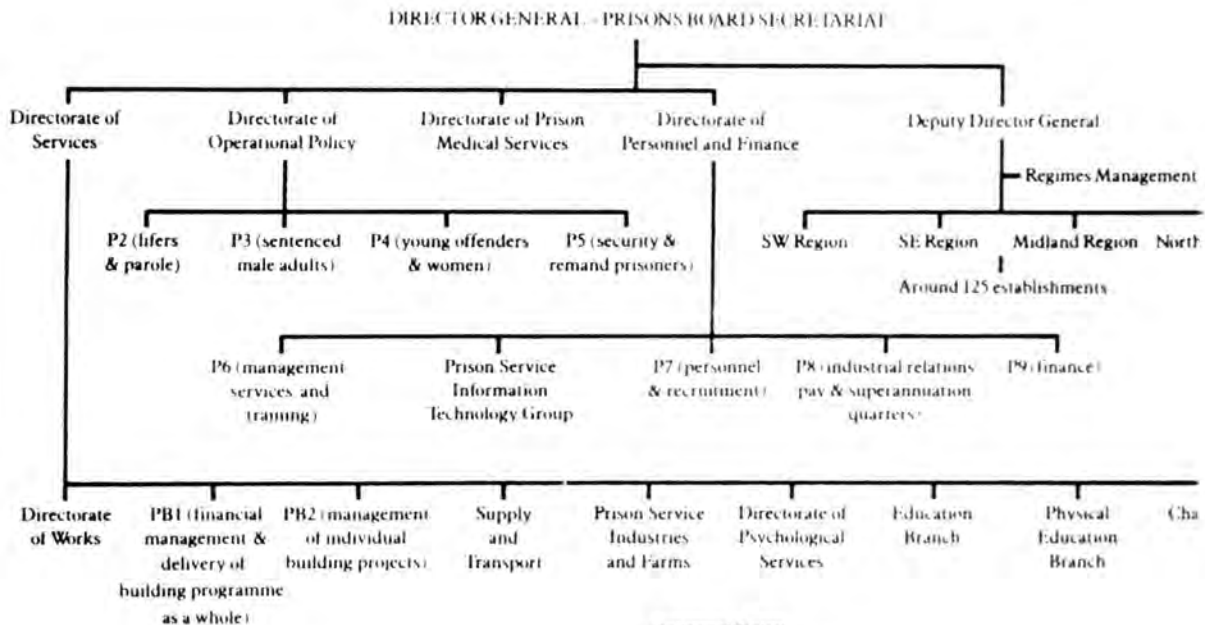 DIRECTOR GENERAL - PRISONS BOARD SECRETARIAT
Directorate of
Services
Directorate of
Operational Policy
Directorate of Prison
Medical Services
Directorate of
Personnel and Finance
Deputy Director General
Regimes Management
P2 (lifers
& parole)
P3 (sentenced
male adults)
P4 (young offenders
& women)
P5 (security &
remand prisoners)
SW Region
SE Region
Midland Region
North
Around 125 establishments
P6 (management
services and
training)
Prison Service
Information
Technology Group
P7 (personnel
& recruitment)
P8 (industrial relations
pay & superannuation
quarters)
P9 (finance)
Directorate
of Works
PB1 (financial
management &
delivery of
building programme
as a whole)
PB2 (management
of individual
building projects)
Supply
and
Transport
Prison Service
Industries
and Farms
Directorate of
Psychological
Services
Education
Branch
Physical
Education
Branch
Cha